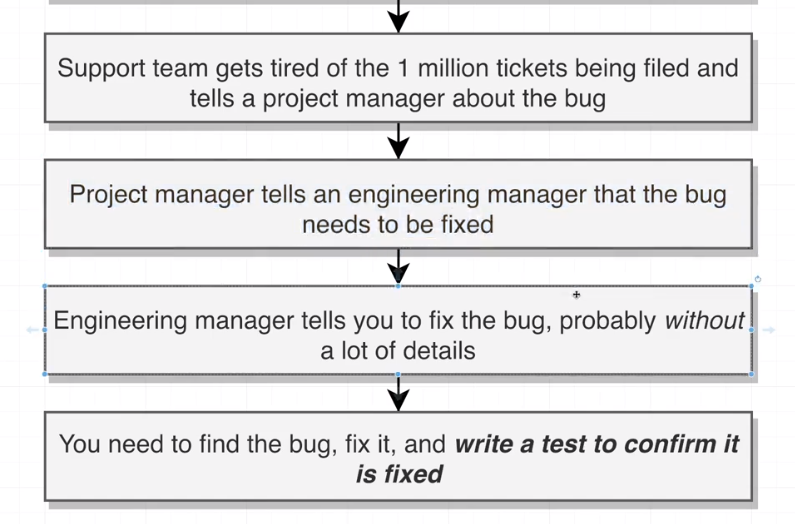 Support team gets tired of the 1 million tickets being filed and
tells a project manager about the bug
Project manager tells an engineering manager that the bug
needs to be fixed
Engineering manager tells you to fix the bug, probably without
a lot of details
You need to find the bug, fix it, and write a test to confirm it
is fixed